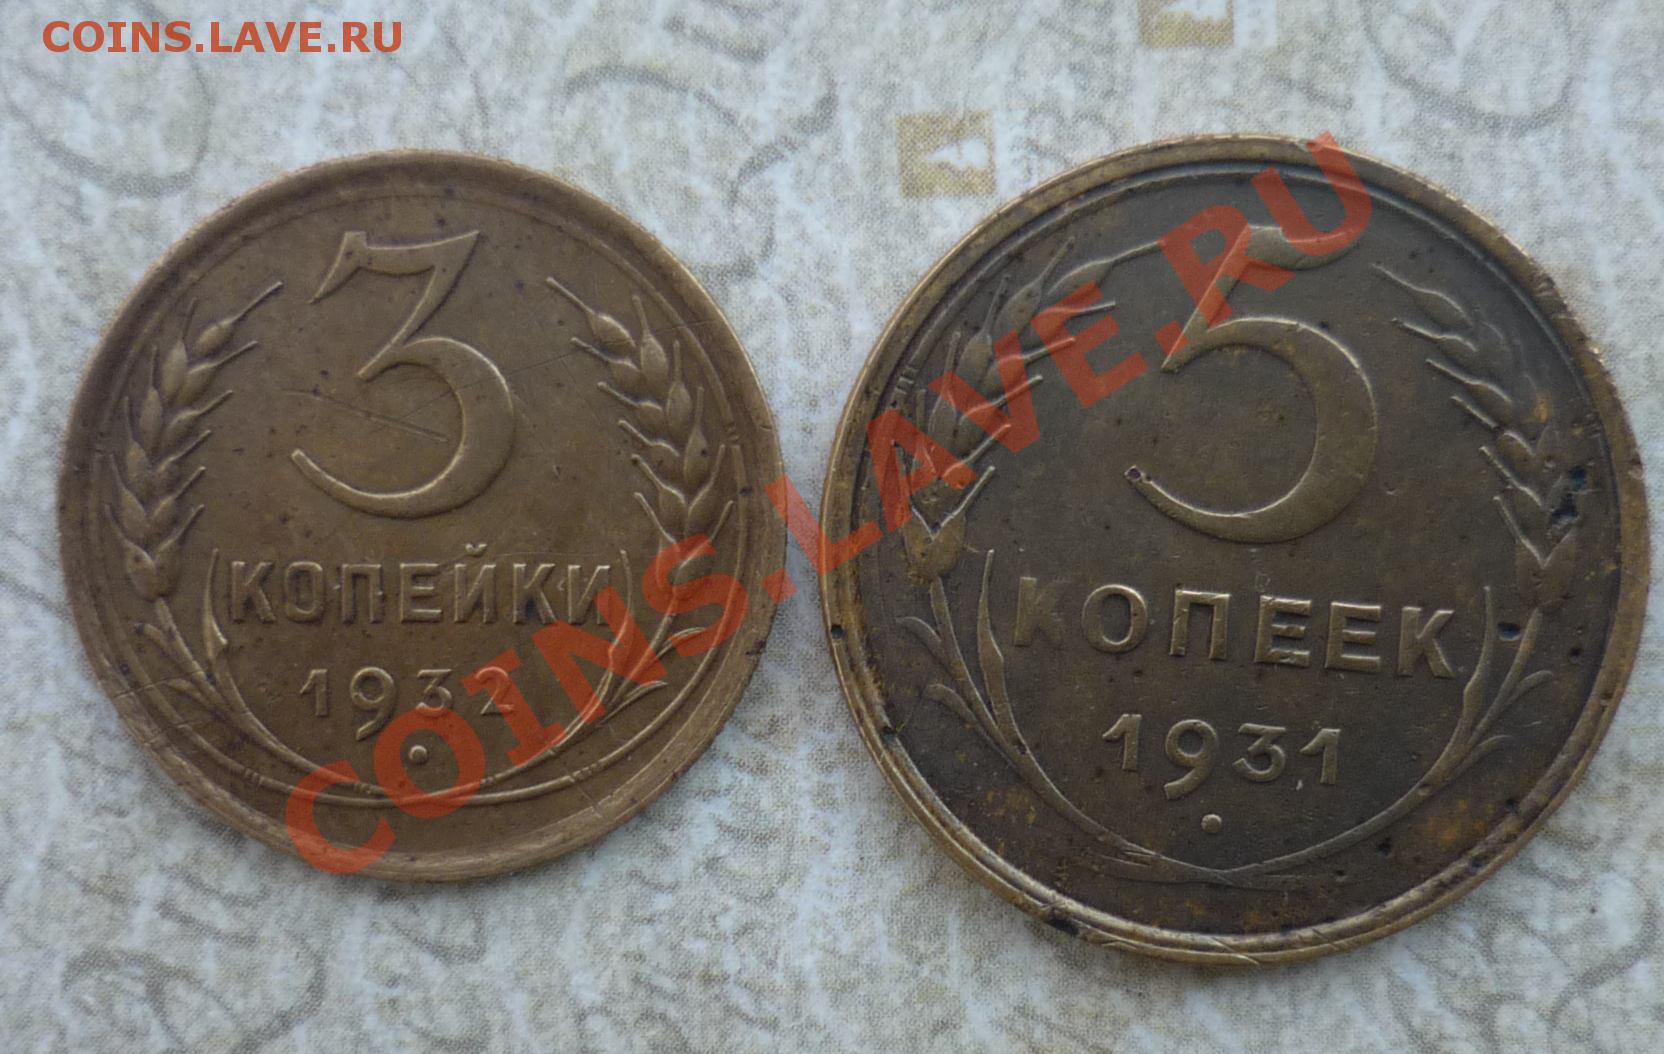 COINS.LAVE.RU
3
КОПЕЙКИ
1932
5
КОПЕЕК
1931
COINS.LAVE.RU